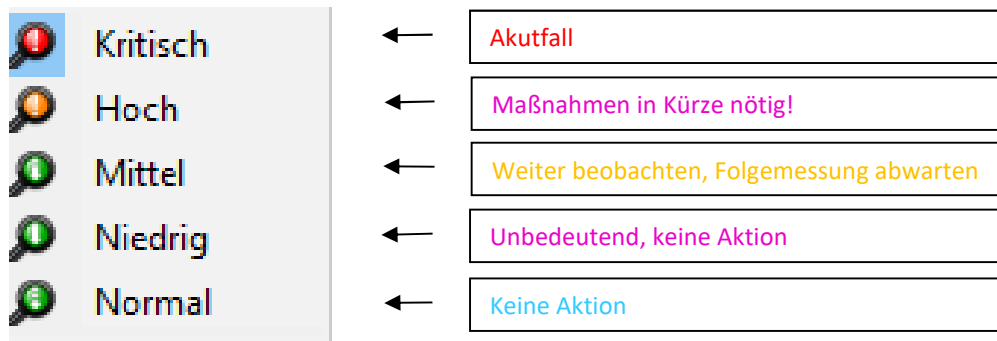 Kritisch Akutfall
Hoch Maßnahmen in Kürze nötig!
Mittel Weiter beobachten, Folgemessung abwarten
Niedrig Unbedeutend, keine Aktion
Normal Keine Aktion